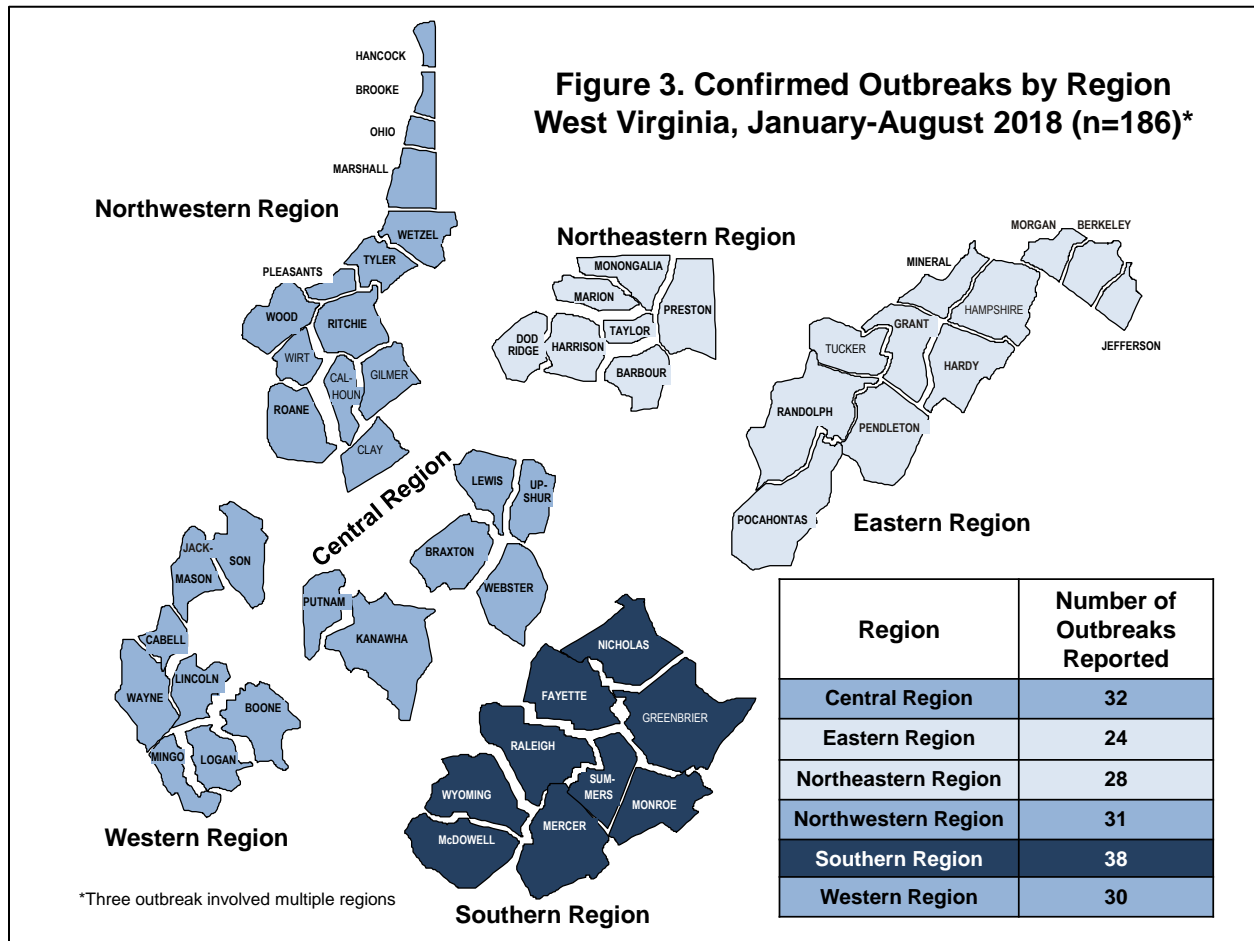 Figure 3. Confirmed Outbreaks by Region
West Virginia, January-August 2018 (n=186)*
HANCOCK
BROOKE
OHIO
MARSHALL
Northwestern Region
WETZEL
TYLER
PLEASANTS
WOOD
RITCHIE
WIRT
CAL-
HOUN
GILMER
ROANE
CLAY
Northeastern Region
MONONGALIA
MARION
PRESTON
TAYLOR
DOD
RIDGE
HARRISON
BARBOUR
MORGAN
BERKELEY
MINERAL
HAMPSHIRE
GRANT
JEFFERSON
TUCKER
HARDY
RANDOLPH
PENDLETON
POCAHONTAS
Eastern Region
Central Region
LEWIS
UP-
SHUR
BRAXTON
WEBSTER
PUTNAM
KANAWHA
JACK-
SON
MASON
CABELL
LINCOLN
WAYNE
BOONE
MINGO
LOGAN
Western Region
NICHOLAS
FAYETTE
GREENBRIER
RALEIGH
SUM-
MERS
WYOMING
MONROE
MERCER
McDOWELL
Southern Region
*Three outbreak involved multiple regions
Region
Number of
Outbreaks
Reported
Central Region 32
Eastern Region 24
Northeastern Region 28
Northwestern Region 31
Southern Region 38
Western Region 30